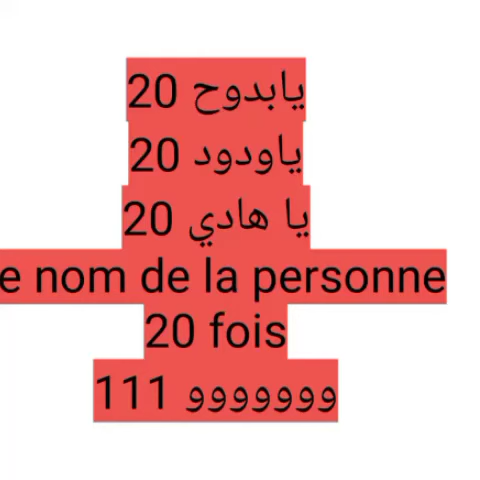 يابدوح 20
ياودود 20
يا هادي 20
e nom de la personne
20 fois
ووووووو 111